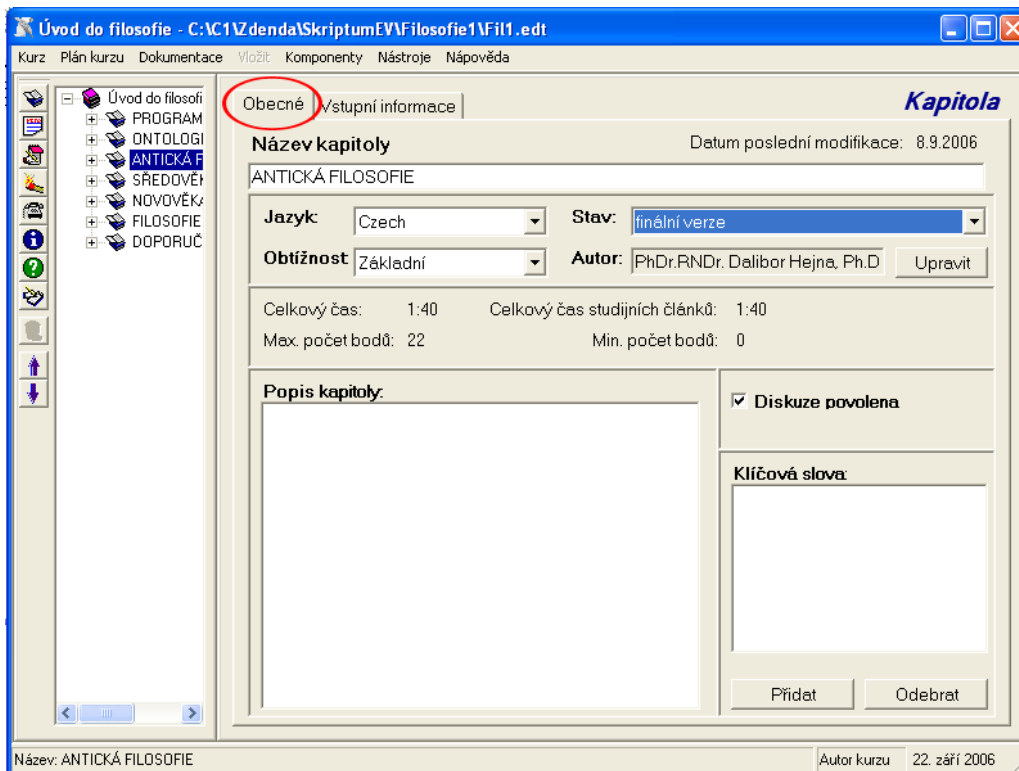 Úvod do filosofie - C:\C1\Zdenda\SkriptumEV\Filosofie1\Fil1.edt
Kurz Plán kurzu Dokumentace Vložit Komponenty Nástroje Nápověda
Úvod do filosofi
PROGRAM
ONTOLOGI
ANTICKÁ F
SŘEDOVĚK
NOVOVĚKÁ
FILOSOFIE
DOPORUČ
Obecné Vstupní informace
Kapitola
Název kapitoly Datum poslední modifikace: 8.9.2006
ANTICKÁ FILOSOFIE
Jazyk: Czech Stav: finální verze
Obtížnost Základní Autor: PhDr.RNDr. Dalibor Hejna, Ph.D Upravit
Celkový čas: 1:40 Celkový čas studijních článků: 1:40
Max. počet bodů: 22 Min. počet bodů: 0
Popis kapitoly:
Diskuze povolena
Klíčová slova:
Přidat Odebrat
Název: ANTICKÁ FILOSOFIE Autor kurzu 22. září 2006